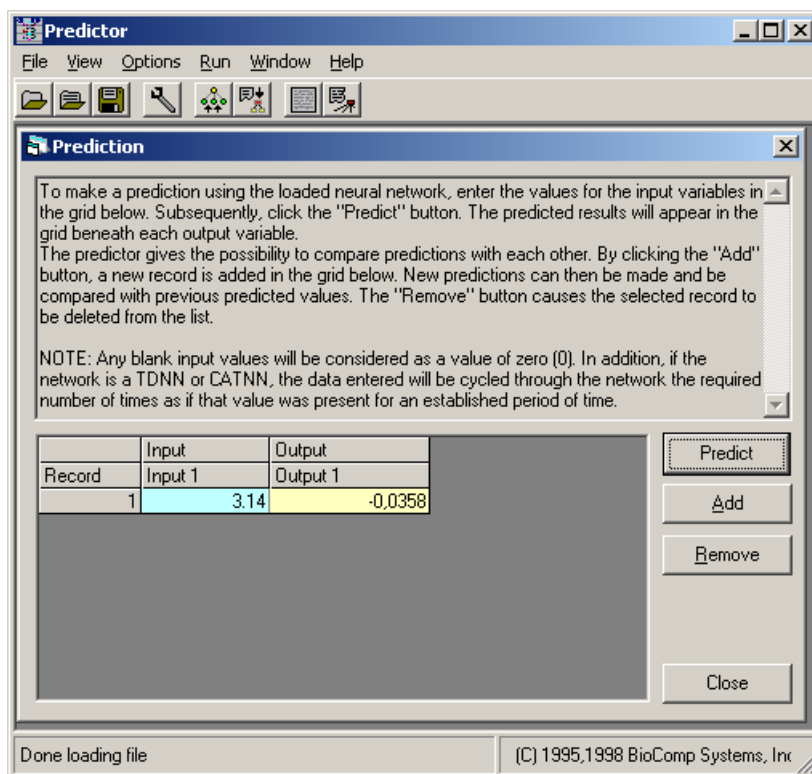 Predictor
File View Options Run Window Help
Prediction
To make a prediction using the loaded neural network, enter the values for the input variables in
the grid below. Subsequently, click the "Predict" button. The predicted results will appear in the
grid beneath each output variable.
The predictor gives the possibility to compare predictions with each other. By clicking the "Add"
button, a new record is added in the grid below. New predictions can then be made and be
compared with previous predicted values. The "Remove" button causes the selected record to
be deleted from the list.
NOTE: Any blank input values will be considered as a value of zero (0). In addition, if the
network is a TDNN or CATNN, the data entered will be cycled through the network the required
number of times as if that value was present for an established period of time.
Input Output
Record Input 1 Output 1
1 3.14 -0,0358
Predict
Add
Remove
Close
Done loading file
(C) 1995,1998 BioComp Systems, Inc